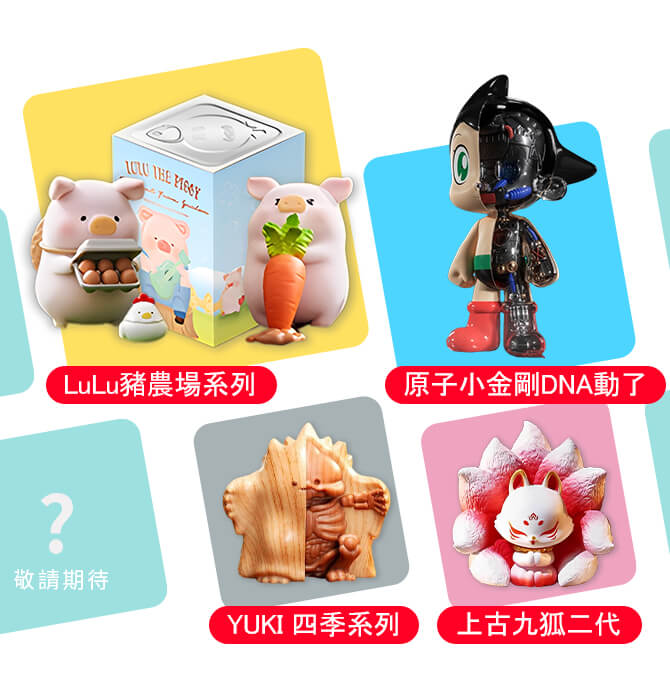 LULU THE PIGGY
LuLu豬農場系列
原子小金剛DNA動了
?
敬請期待
YUKI 四季系列
上古九狐二代